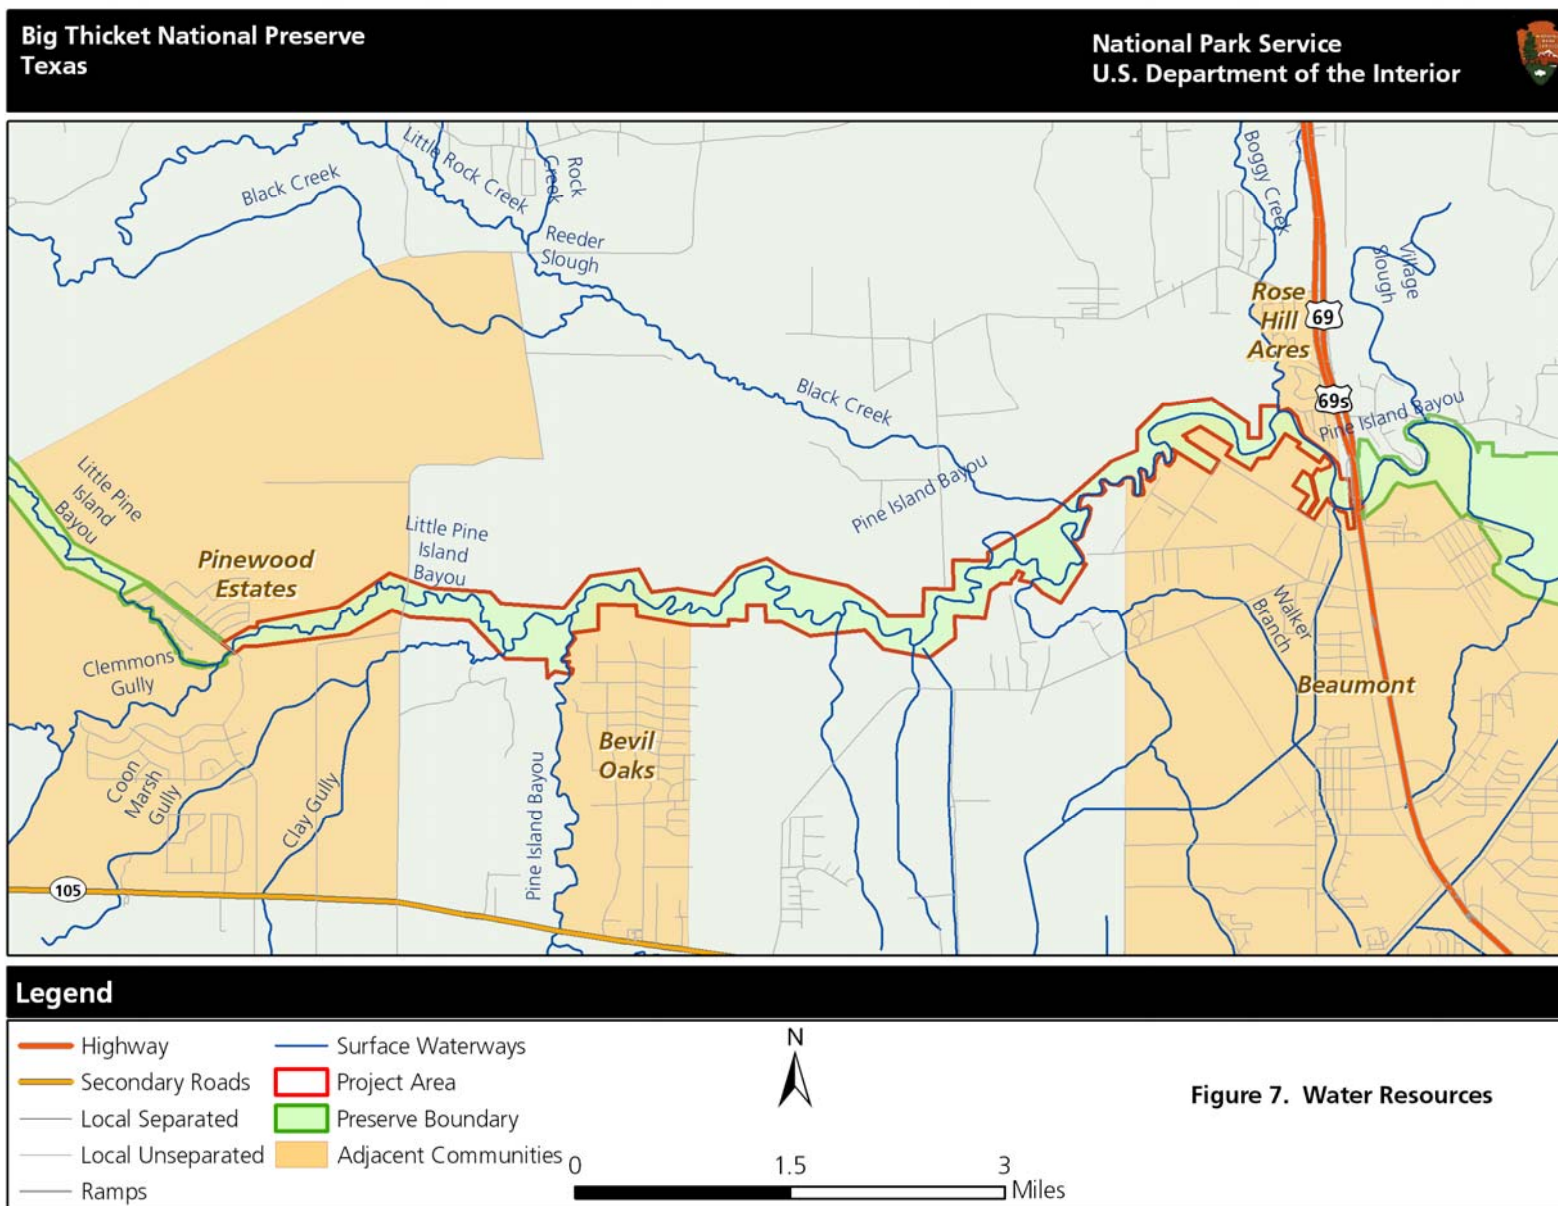 Big Thicket National Preserve
Texas
National Park Service
U.S. Department of the Interior
Little Rock Creek
Rock
Creek
Black Creek
Reeder
Slough
Boggy Creek
Village
Slough
Rose
Hill
Acres
69
69s
Pine Island Bayou
Black Creek
Pine Island Bayou
Little Pine
Island
Bayou
Little Pine
Island
Bayou
Pinewood
Estates
Walker
Branch
Clemmons
Gully
Beaumont
Bevil
Oaks
Coon
Marsh
Gully
Clay Gully
Pine Island Bayou
105
Legend
Highway
Secondary Roads
Local Separated
Local Unseparated
Ramps
Surface Waterways
Project Area
Preserve Boundary
Adjacent Communities
N
0 1.5 3
Miles
Figure 7. Water Resources